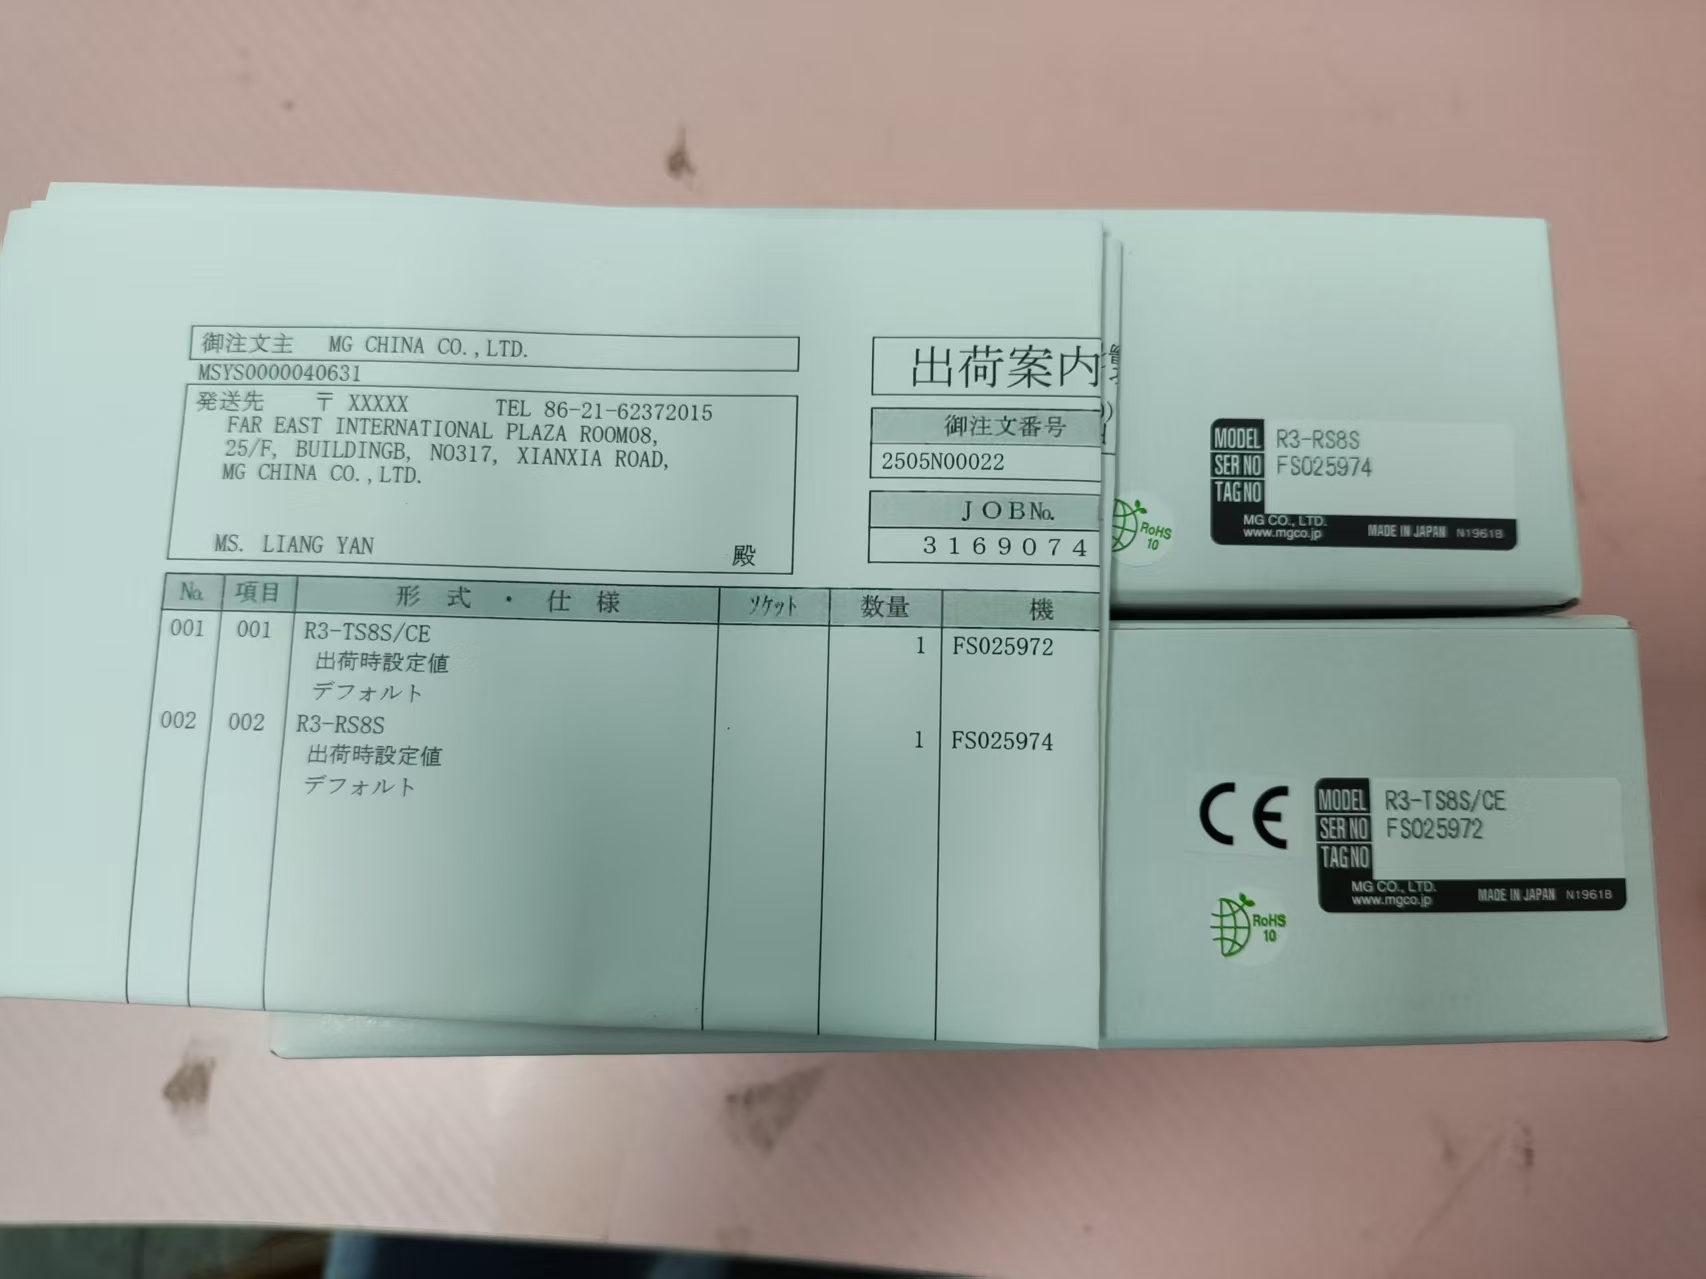 御注文主 MG CHINA CO.,LTD.
MSYS0000040631
発送先 〒 XXXXX TEL 86-21-62372015
FAR EAST INTERNATIONAL PLAZA ROOM08,
25/F, BUILDINGB, NO317, XIANXIA ROAD,
MG CHINA CO.,LTD.
MS. LIANG YAN 殿
出荷案内
御注文番号
2505N00022
JOB№.
3169074
№ 項目 形式・仕様 ソケット 数量 機
001 001 R3-TS8S/CE 1 FS025972
出荷時設定値
デフォルト
002 002 R3-RS8S 1 FS025974
出荷時設定値
デフォルト
MODEL R3-RS8S
SER NO FS025974
TAG NO
MG CO., LTD.
www.mgco.jp MADE IN JAPAN N1961B
RoHS
10
CE
MODEL R3-TS8S/CE
SER NO FS025972
TAG NO
MG CO., LTD.
www.mgco.jp MADE IN JAPAN N1961B
RoHS
10